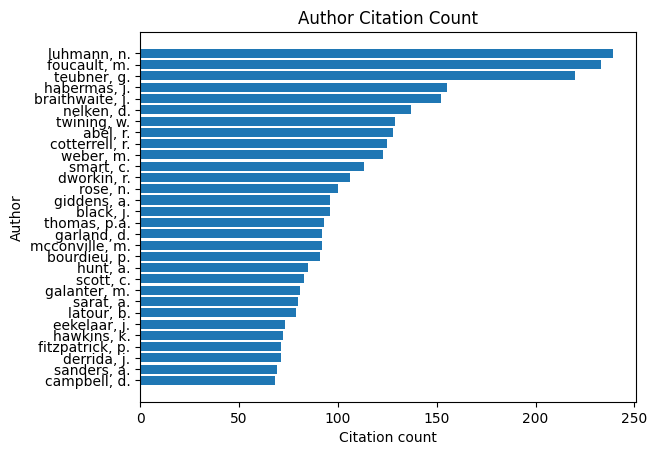 Author Citation Count
luhmann, n.
foucault, m.
teubner, g.
habermas, j.
braithwaite, j.
nelken, d.
twining, w.
abel, r.
cotterrell, r.
weber, m.
smart, c.
dworkin, r.
rose, n.
giddens, a.
black, j.
thomas, p.a.
garland, d.
mcconville, m.
bourdieu, p.
hunt, a.
scott, c.
galanter, m.
sarat, a.
latour, b.
eekelaar, j.
hawkins, k.
fitzpatrick, p.
derrida, j.
sanders, a.
campbell, d.
Author
0 50 100 150 200 250
Citation count